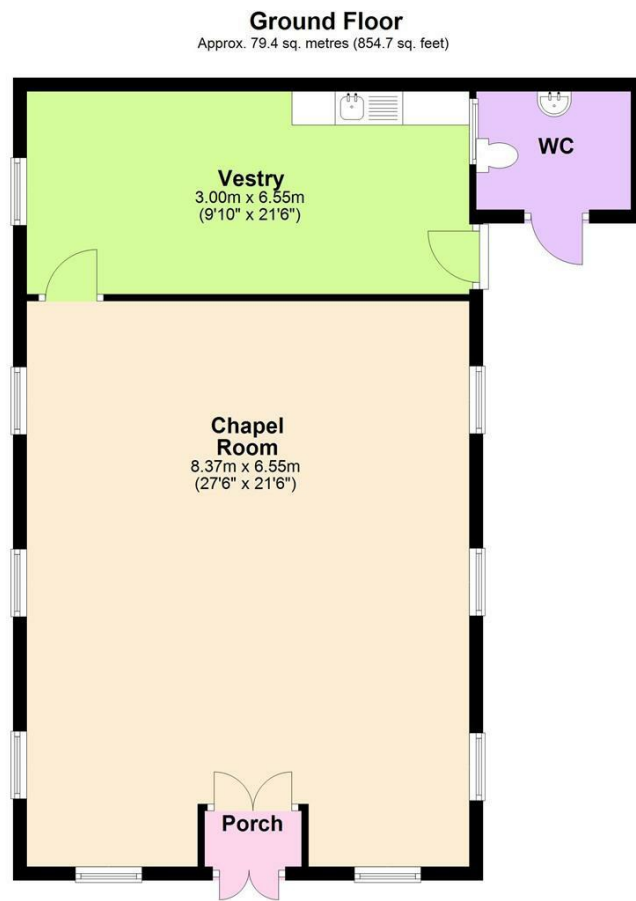 Ground Floor
Approx. 79.4 sq. metres (854.7 sq. feet)
Vestry
3.00m x 6.55m
(9'10" x 21'6")
WC
Chapel
Room
8.37m x 6.55m
(27'6" x 21'6")
Porch